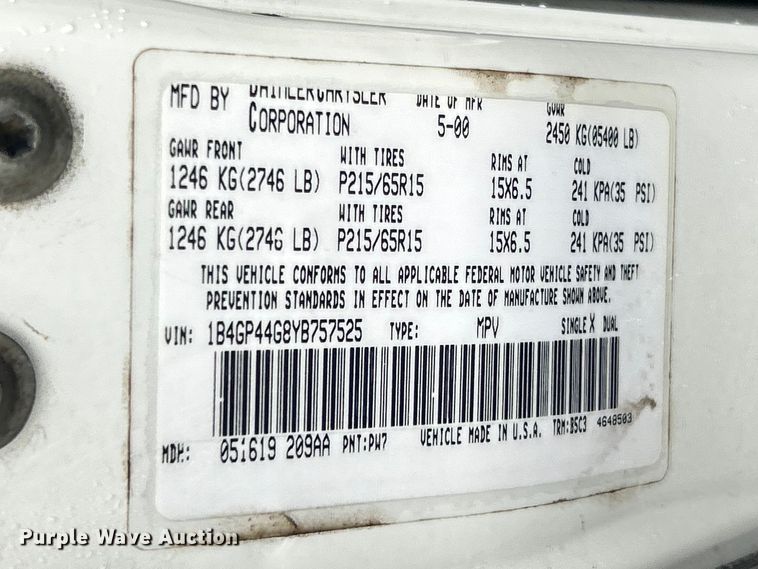 MFD BY DAIMLERCHRYSLER DATE OF MFR GVWR
CORPORATION 5-00 2450 KG(05400 LB)
GAWR FRONT WITH TIRES RIMS AT COLD
1246 KG(2746 LB) P215/65R15 15X6.5 241 KPA(35 PSI)
GAWR REAR WITH TIRES RIMS AT COLD
1246 KG(2746 LB) P215/65R15 15X6.5 241 KPA(35 PSI)
THIS VEHICLE CONFORMS TO ALL APPLICABLE FEDERAL MOTOR VEHICLE SAFETY AND THEFT
PREVENTION STANDARDS IN EFFECT ON THE DATE OF MANUFACTURE SHOWN ABOVE.
VIN: 1B4GP44G8YB757525 TYPE: MPV SINGLE X DUAL
MDH: 051619 209AA PNT:PW7 VEHICLE MADE IN U.S.A. TRM:BSC3 4648503
Purple Wave Auction